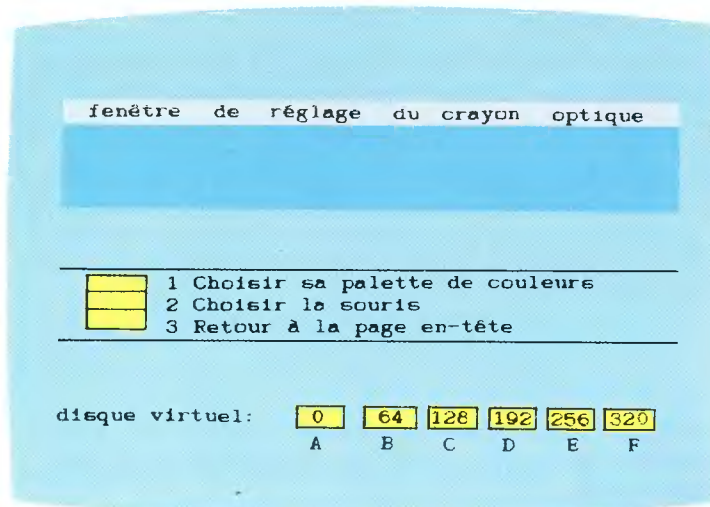 fenêtre de réglage du crayon optique
1 Choisir sa palette de couleurs
2 Choisir la souris
3 Retour à la page en-tête
disque virtuel: 0 64 128 192 256 320
A B C D E F